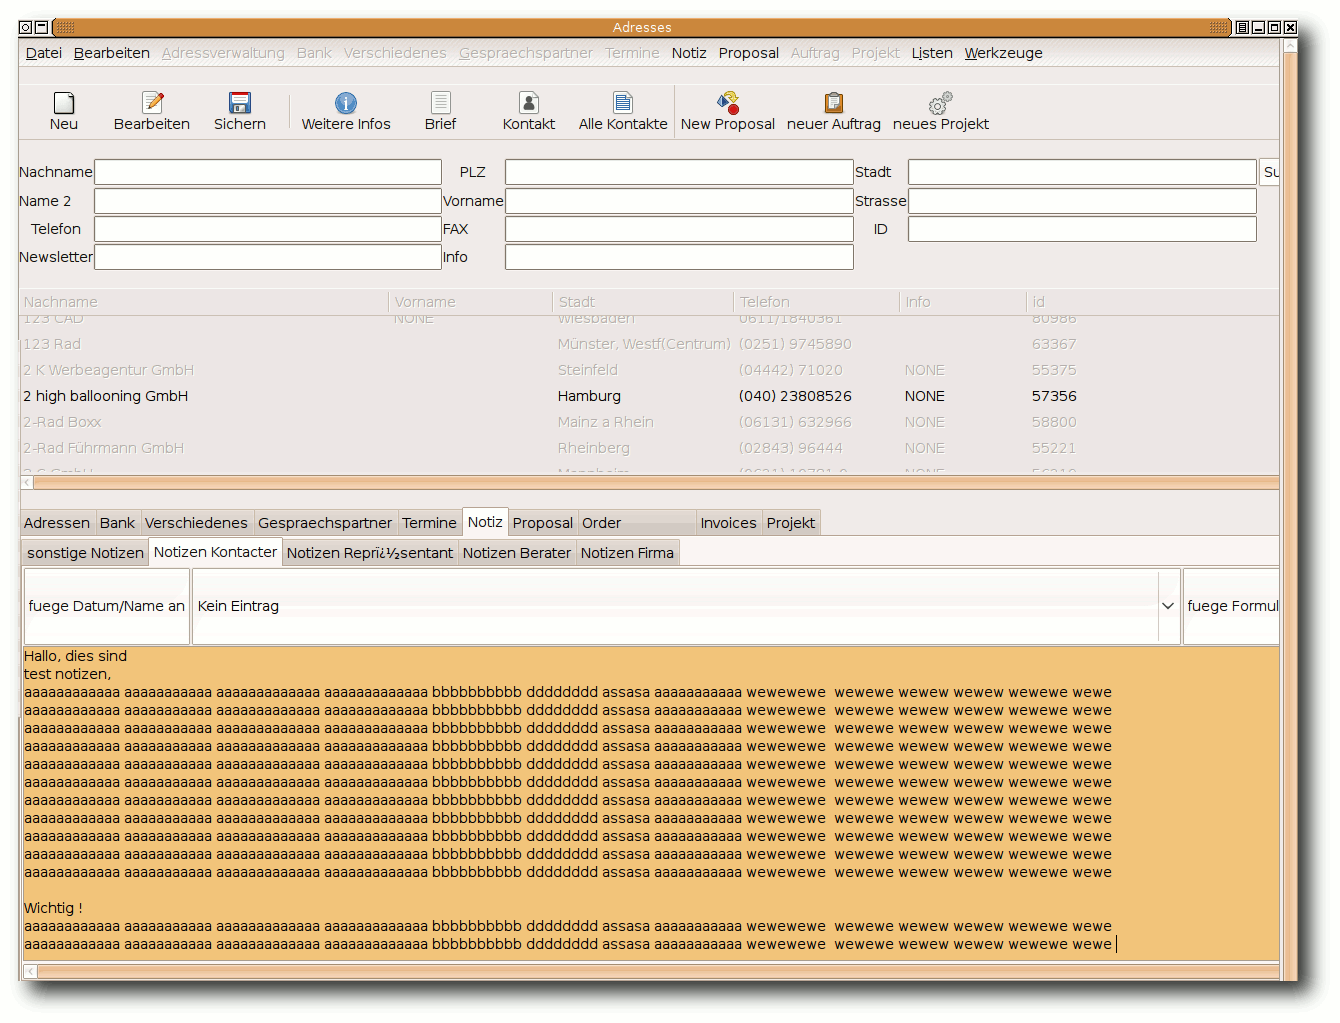 Adresses
Datei Bearbeiten Adressverwaltung Bank Verschiedenes Gespraechspartner Termine Notiz Proposal Auftrag Projekt Listen Werkzeuge
Neu Bearbeiten Sichern Weitere Infos Brief Kontakt Alle Kontakte New Proposal neuer Auftrag neues Projekt
Nachname PLZ Stadt Su
Name 2 Vorname Strasse
Telefon FAX ID
Newsletter Info
Nachname Vorname Stadt Telefon Info id
123 CAD NONE Wiesbaden 0611/1840361 80986
123 Rad Münster, Westf(Centrum) (0251) 9745890 63367
2 K Werbeagentur GmbH Steinfeld (04442) 71020 NONE 55375
2 high ballooning GmbH Hamburg (040) 23808526 NONE 57356
2-Rad Boxx Mainz a Rhein (06131) 632966 NONE 58800
2-Rad Führmann GmbH Rheinberg (02843) 96444 NONE 55221
Adressen Bank Verschiedenes Gespraechspartner Termine Notiz Proposal Order Invoices Projekt
sonstige Notizen Notizen Kontacter Notizen Reprï¿½sentant Notizen Berater Notizen Firma
fuege Datum/Name an Kein Eintrag fuege Formul
Hallo, dies sind
test notizen,
aaaaaaaaaaaa aaaaaaaaaaa aaaaaaaaaaaaa aaaaaaaaaaaaa bbbbbbbbbb dddddddd assasa aaaaaaaaaaa wewewewe  wewewe wewew wewew wewewe wewe
aaaaaaaaaaaa aaaaaaaaaaa aaaaaaaaaaaaa aaaaaaaaaaaaa bbbbbbbbbb dddddddd assasa aaaaaaaaaaa wewewewe  wewewe wewew wewew wewewe wewe
aaaaaaaaaaaa aaaaaaaaaaa aaaaaaaaaaaaa aaaaaaaaaaaaa bbbbbbbbbb dddddddd assasa aaaaaaaaaaa wewewewe  wewewe wewew wewew wewewe wewe
aaaaaaaaaaaa aaaaaaaaaaa aaaaaaaaaaaaa aaaaaaaaaaaaa bbbbbbbbbb dddddddd assasa aaaaaaaaaaa wewewewe  wewewe wewew wewew wewewe wewe
aaaaaaaaaaaa aaaaaaaaaaa aaaaaaaaaaaaa aaaaaaaaaaaaa bbbbbbbbbb dddddddd assasa aaaaaaaaaaa wewewewe  wewewe wewew wewew wewewe wewe
aaaaaaaaaaaa aaaaaaaaaaa aaaaaaaaaaaaa aaaaaaaaaaaaa bbbbbbbbbb dddddddd assasa aaaaaaaaaaa wewewewe  wewewe wewew wewew wewewe wewe
aaaaaaaaaaaa aaaaaaaaaaa aaaaaaaaaaaaa aaaaaaaaaaaaa bbbbbbbbbb dddddddd assasa aaaaaaaaaaa wewewewe  wewewe wewew wewew wewewe wewe
aaaaaaaaaaaa aaaaaaaaaaa aaaaaaaaaaaaa aaaaaaaaaaaaa bbbbbbbbbb dddddddd assasa aaaaaaaaaaa wewewewe  wewewe wewew wewew wewewe wewe
aaaaaaaaaaaa aaaaaaaaaaa aaaaaaaaaaaaa aaaaaaaaaaaaa bbbbbbbbbb dddddddd assasa aaaaaaaaaaa wewewewe  wewewe wewew wewew wewewe wewe
aaaaaaaaaaaa aaaaaaaaaaa aaaaaaaaaaaaa aaaaaaaaaaaaa bbbbbbbbbb dddddddd assasa aaaaaaaaaaa wewewewe  wewewe wewew wewew wewewe wewe
aaaaaaaaaaaa aaaaaaaaaaa aaaaaaaaaaaaa aaaaaaaaaaaaa bbbbbbbbbb dddddddd assasa aaaaaaaaaaa wewewewe  wewewe wewew wewew wewewe wewe
Wichtig !
aaaaaaaaaaaa aaaaaaaaaaa aaaaaaaaaaaaa aaaaaaaaaaaaa bbbbbbbbbb dddddddd assasa aaaaaaaaaaa wewewewe  wewewe wewew wewew wewewe wewe
aaaaaaaaaaaa aaaaaaaaaaa aaaaaaaaaaaaa aaaaaaaaaaaaa bbbbbbbbbb dddddddd assasa aaaaaaaaaaa wewewewe  wewewe wewew wewew wewewe wewe